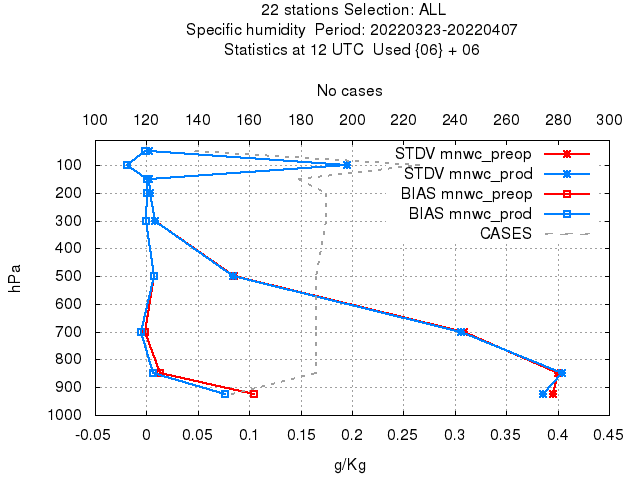 22 stations Selection: ALL
Specific humidity  Period: 20220323-20220407
Statistics at 12 UTC  Used {06} + 06
No cases
100 120 140 160 180 200 220 240 260 280 300
STDV mnwc_preop
STDV mnwc_prod
BIAS mnwc_preop
BIAS mnwc_prod
CASES
hPa
100
200
300
400
500
600
700
800
900
1000
-0.05 0 0.05 0.1 0.15 0.2 0.25 0.3 0.35 0.4 0.45
g/Kg